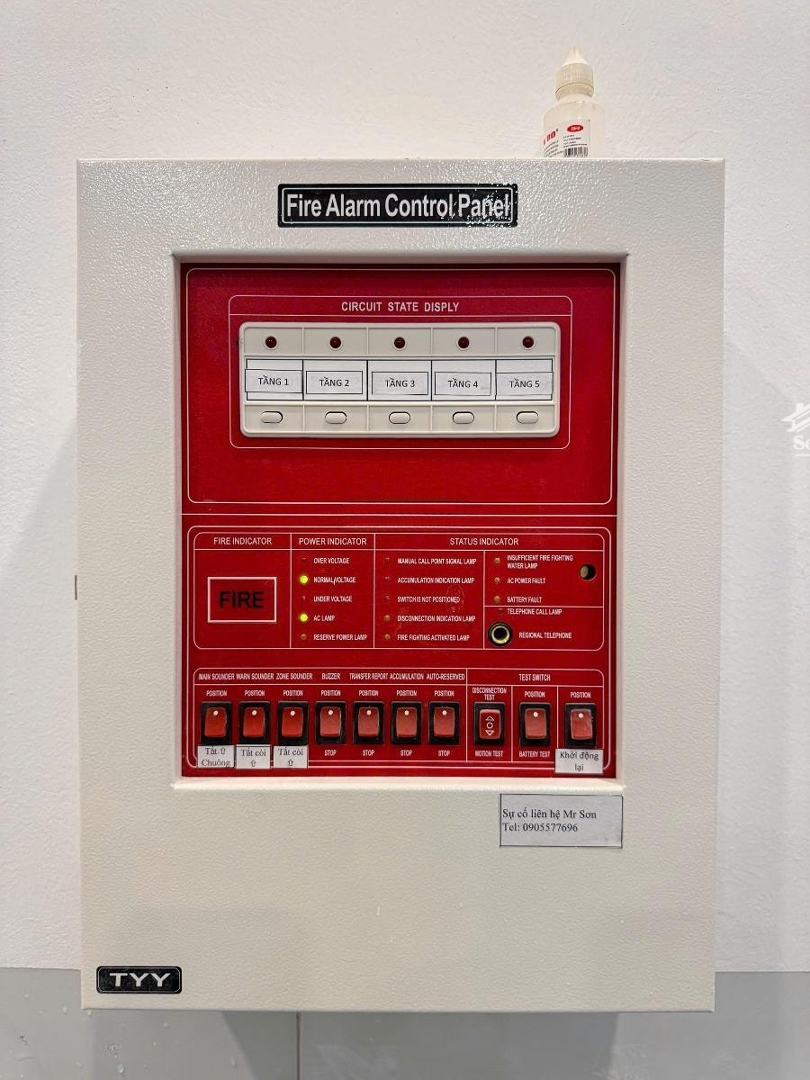 Fire Alarm Control Panel
CIRCUIT STATE DISPLY
TẦNG 1 TẦNG 2 TẦNG 3 TẦNG 4 TẦNG 5
FIRE INDICATOR
FIRE
POWER INDICATOR
OVER VOLTAGE
NORMAL VOLTAGE
UNDER VOLTAGE
AC LAMP
RESERVE POWER LAMP
STATUS INDICATOR
MANUAL CALL POINT SIGNAL LAMP
ACCUMULATION INDICATION LAMP
SWITCH IS NOT POSITIONED
DISCONNECTION INDICATION LAMP
FIRE FIGHTING ACTIVATED LAMP
INSUFFICIENT FIRE FIGHTING
WATER LAMP
AC POWER FAULT
BATTERY FAULT
TELEPHONE CALL LAMP
REGIONAL TELEPHONE
MAIN SOUNDER WARN SOUNDER ZONE SOUNDER BUZZER TRANSFER REPORT ACCUMULATION AUTO-RESERVED TEST SWITCH
POSITION POSITION POSITION POSITION POSITION POSITION POSITION DISCONNECTION TEST POSITION POSITION
STOP STOP STOP STOP MOTION TEST BATTERY TEST
Tắt Ü
Chuông
Tắt còi
Ü
Tắt còi
Ü
Khởi động
lại
Sự cố liên hệ Mr Sơn
Tel: 0905577696
TYY